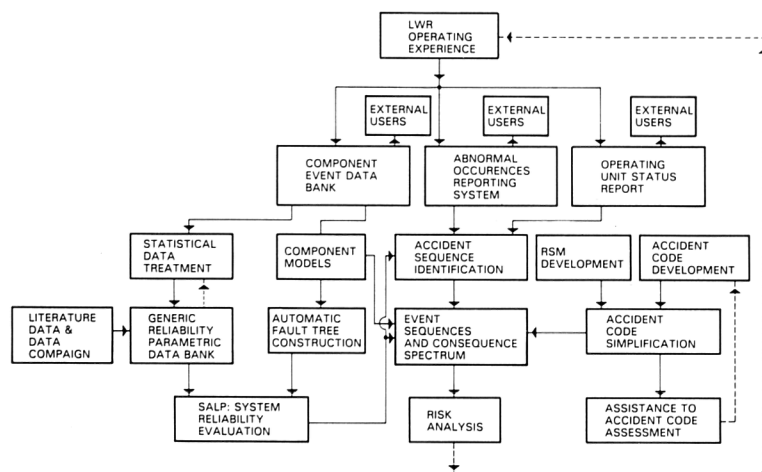 LWR
OPERATING
EXPERIENCE
EXTERNAL
USERS
EXTERNAL
USERS
EXTERNAL
USERS
COMPONENT
EVENT DATA
BANK
ABNORMAL
OCCURENCES
REPORTING
SYSTEM
OPERATING
UNIT STATUS
REPORT
STATISTICAL
DATA
TREATMENT
COMPONENT
MODELS
ACCIDENT
SEQUENCE
IDENTIFICATION
RSM
DEVELOPMENT
ACCIDENT
CODE
DEVELOPMENT
LITERATURE
DATA &
DATA
COMPAIGN
GENERIC
RELIABILITY
PARAMETRIC
DATA BANK
AUTOMATIC
FAULT TREE
CONSTRUCTION
EVENT
SEQUENCES
AND CONSEQUENCE
SPECTRUM
ACCIDENT
CODE
SIMPLIFICATION
SALP: SYSTEM
RELIABILITY
EVALUATION
RISK
ANALYSIS
ASSISTANCE TO
ACCIDENT CODE
ASSESSMENT